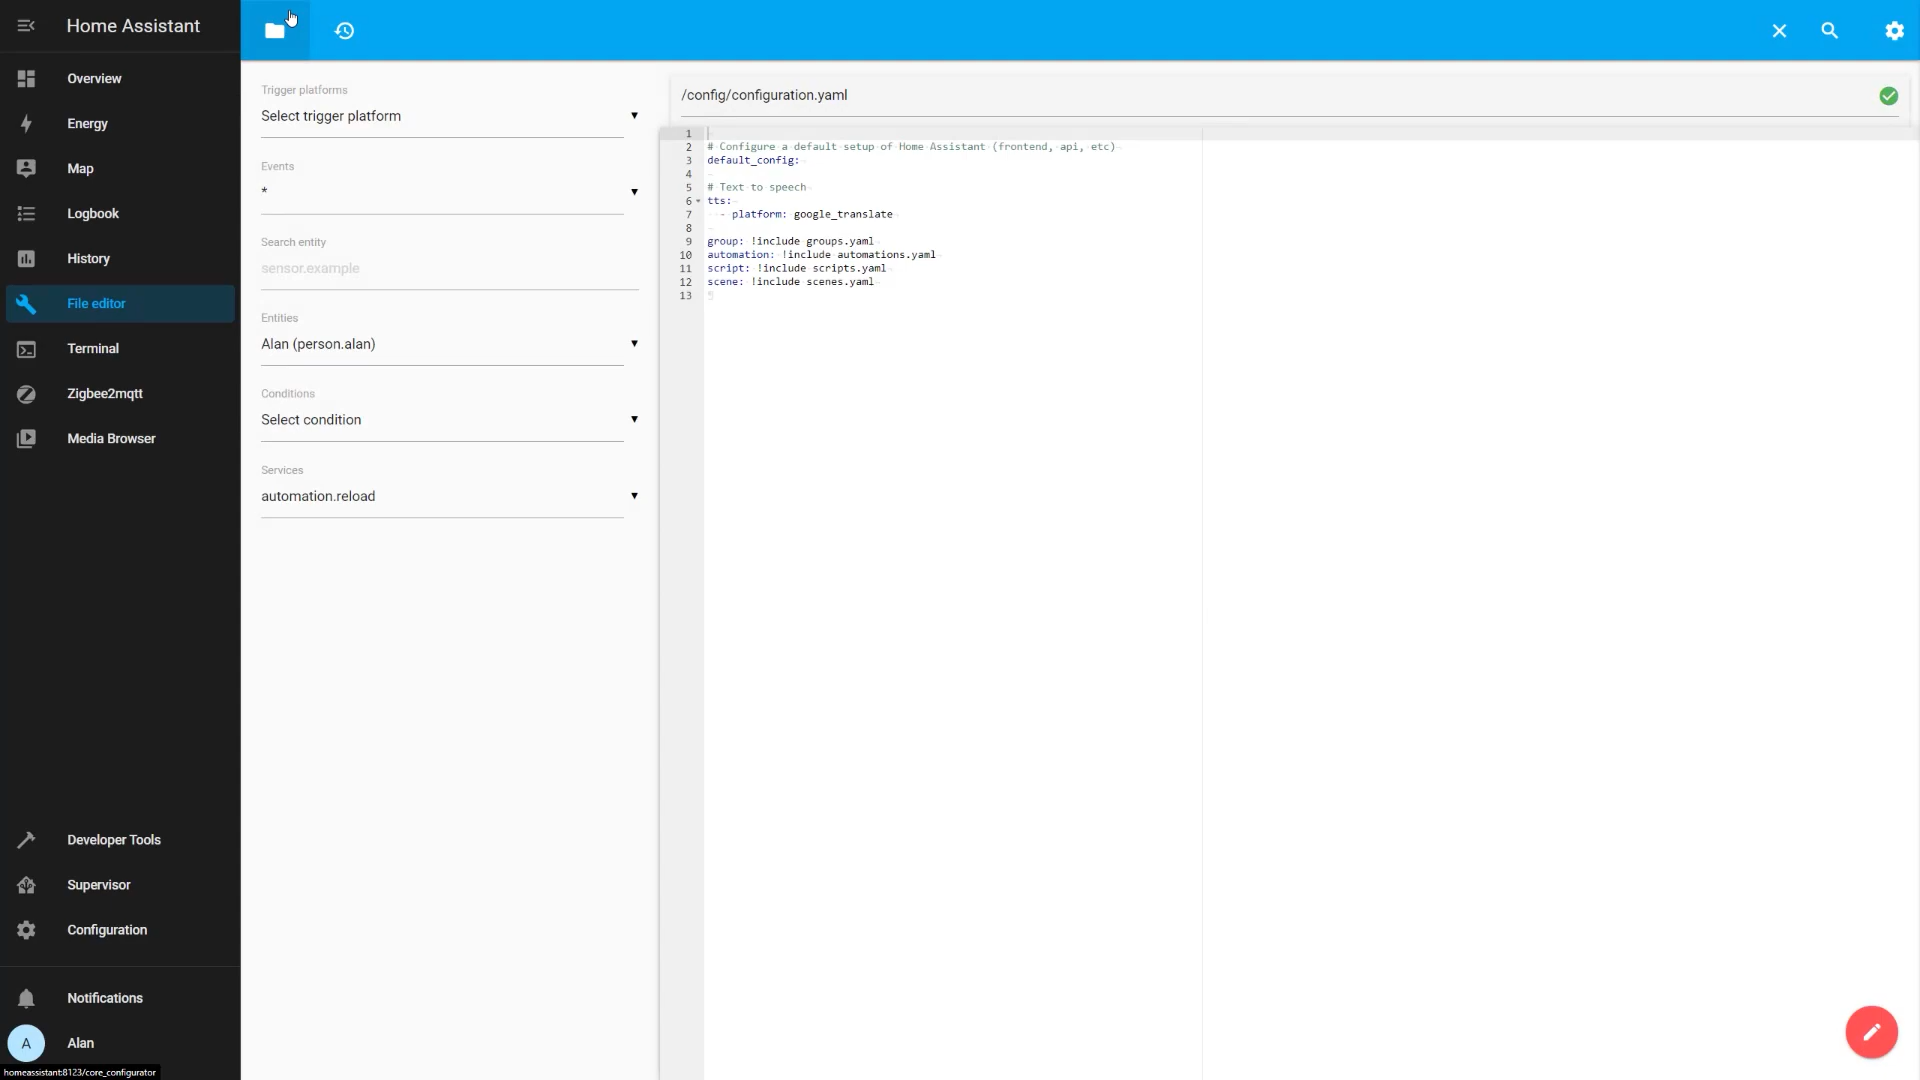 Home Assistant
Overview
Energy
Map
Logbook
History
File editor
Terminal
Zigbee2mqtt
Media Browser
Developer Tools
Supervisor
Configuration
Notifications
A
Alan
homeassistant:8123/core_configurator
Trigger platforms
Select trigger platform
Events
*
Search entity
sensor.example
Entities
Alan (person.alan)
Conditions
Select condition
Services
automation.reload
/config/configuration.yaml
1
2 # Configure a default setup of Home Assistant (frontend, api, etc)
3 default_config:
4
5 # Text to speech
6 tts:
7   - platform: google_translate
8
9 group: !include groups.yaml
10 automation: !include automations.yaml
11 script: !include scripts.yaml
12 scene: !include scenes.yaml
13